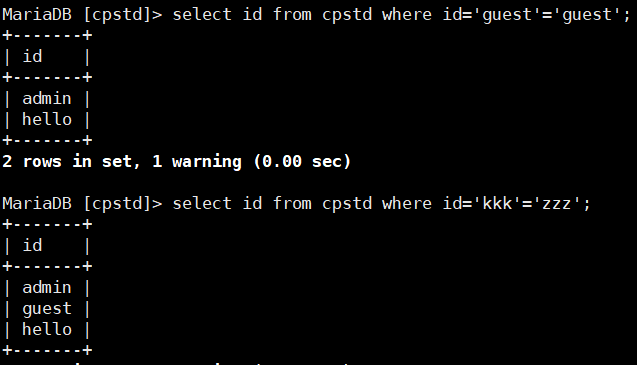 MariaDB [cpstd]> select id from cpstd where id='guest'='guest';
+-------+
| id    |
+-------+
| admin |
| hello |
+-------+
2 rows in set, 1 warning (0.00 sec)
MariaDB [cpstd]> select id from cpstd where id='kkk'='zzz';
+-------+
| id    |
+-------+
| admin |
| guest |
| hello |
+-------+